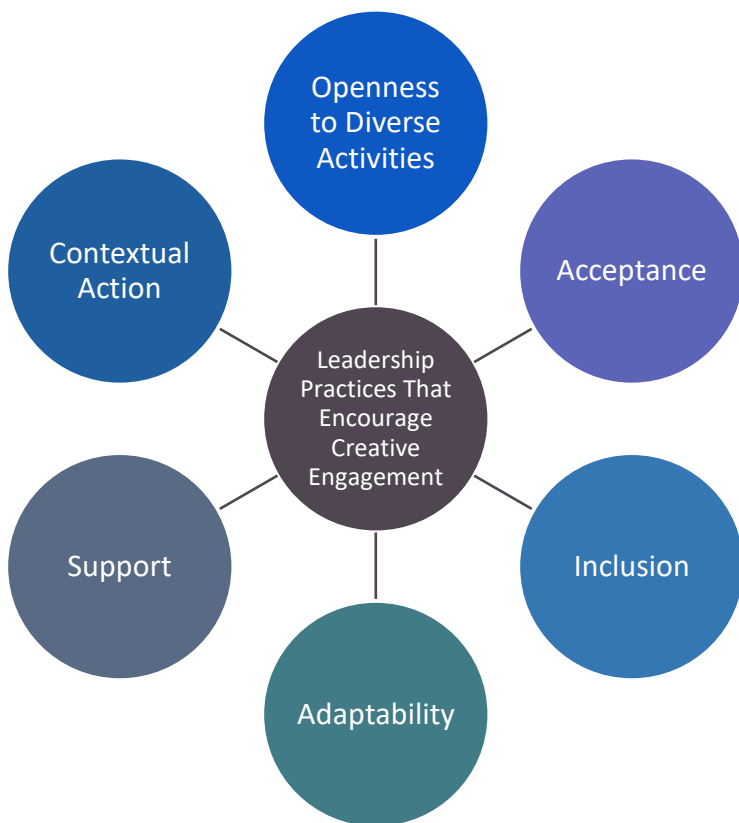 Openness
to Diverse
Activities
Acceptance
Inclusion
Adaptability
Support
Contextual
Action
Leadership
Practices That
Encourage
Creative
Engagement